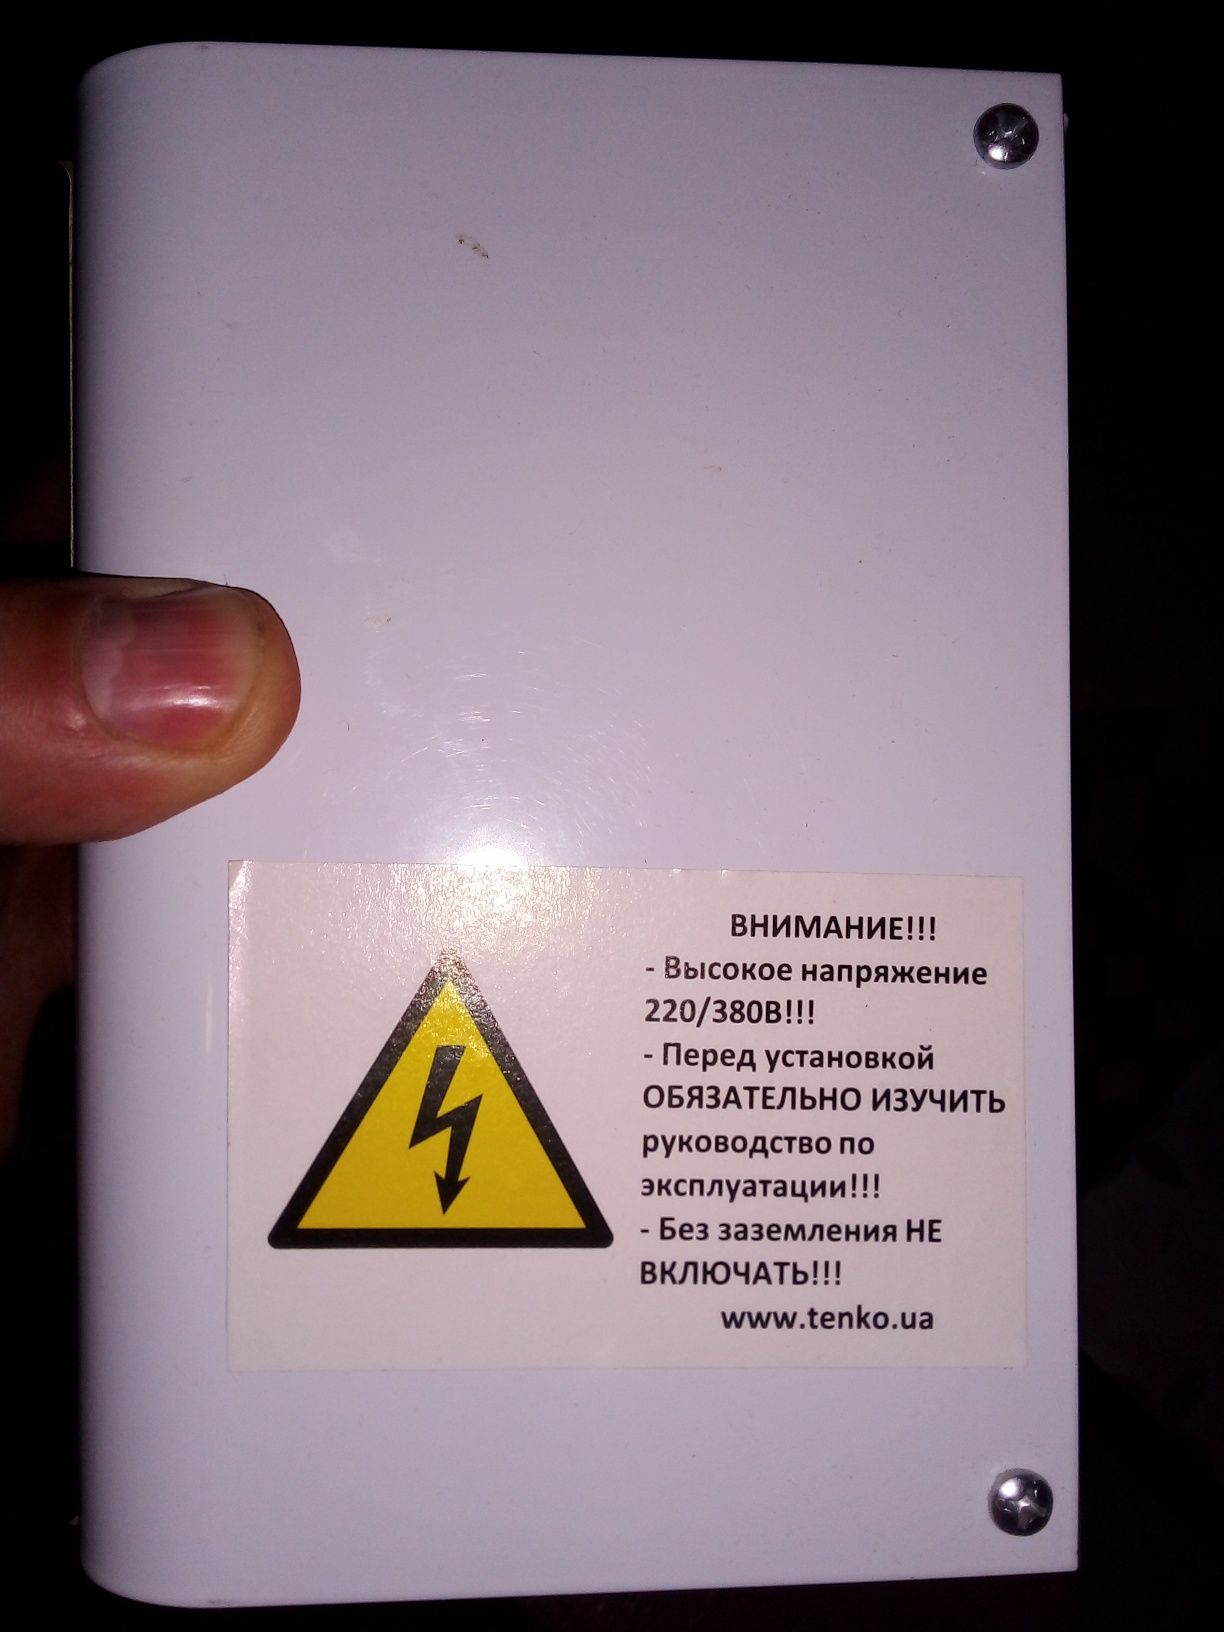 ВНИМАНИЕ!!!
- Высокое напряжение
220/380В!!!
- Перед установкой
ОБЯЗАТЕЛЬНО ИЗУЧИТЬ
руководство по
эксплуатации!!!
- Без заземления НЕ
ВКЛЮЧАТЬ!!!
www.tenko.ua